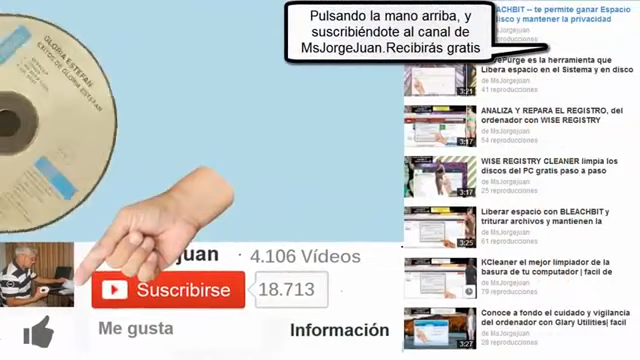 Pulsando la mano arriba, y
suscribiéndote al canal de
MsJorgeJuan.Recibirás gratis
GLORIA ESTEFAN
EXITOS DE GLORIA ESTEFAN
juan · 4.106 Vídeos
Suscribirse 18.713
Me gusta
Información
ACHBIT -- te permite ganar Espacio
disco y mantener la privacidad
MsJorgejuan
Purge es la herramienta que
Libera espacio en el Sistema y en disco
de MsJorgejuan
41 reproducciones
3:21
ANALIZA Y REPARA EL REGISTRO, del
ordenador con WISE REGISTRY
de MsJorgejuan
54 reproducciones
3:17
WISE REGISTRY CLEANER limpia los
discos del PC gratis paso a paso
de MsJorgejuan
25 reproducciones
3:17
Liberar espacio con BLEACHBIT y
triturar archivos y mantienen la
de MsJorgejuan
61 reproducciones
3:25
KCleaner el mejor limpiador de la
basura de tu computador | facil de
de MsJorgejuan
79 reproducciones
Conoce a fondo el cuidado y vigilancia
del ordenador con Glary Utilities| facil
de MsJorgejuan
28 reproducciones
3:27